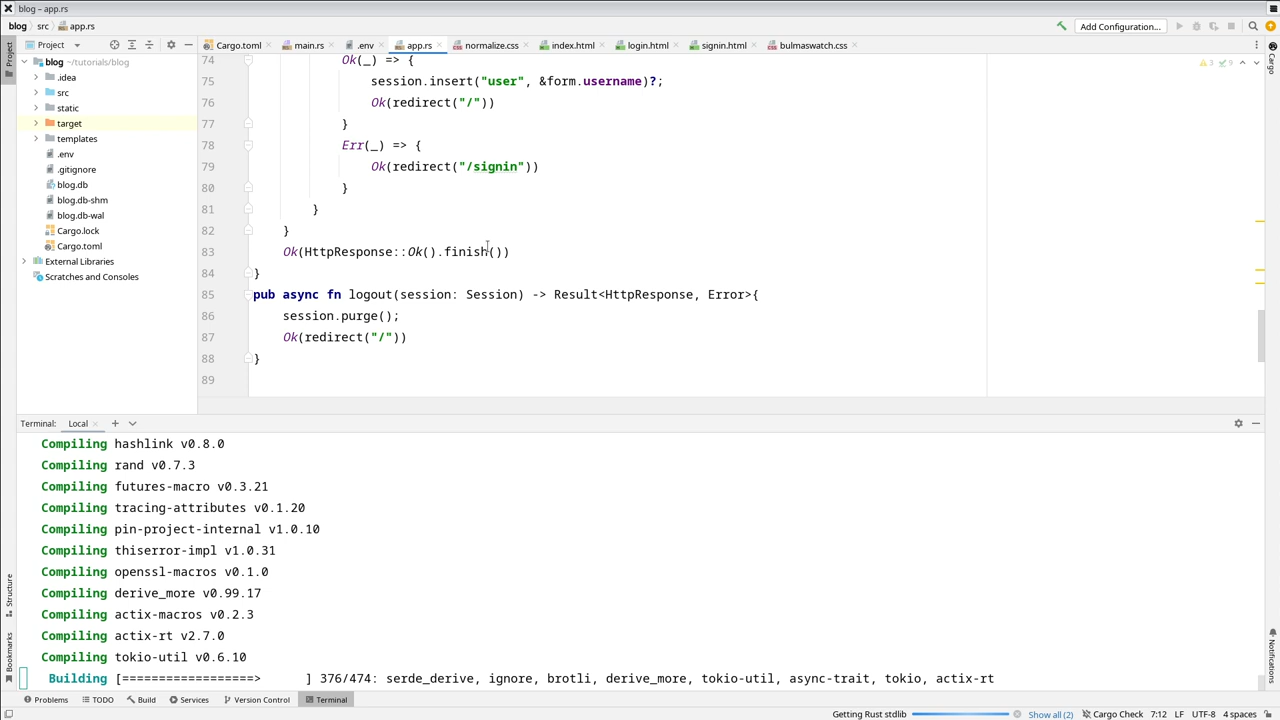 blog – app.rs
blog src app.rs Add Configuration...
Project Cargo.toml main.rs .env app.rs normalize.css index.html login.html signin.html bulmaswatch.css
Project
Cargo
blog ~/tutorials/blog
.idea
src
static
target
templates
.env
.gitignore
blog.db
blog.db-shm
blog.db-wal
Cargo.lock
Cargo.toml
External Libraries
Scratches and Consoles
3 9
74 Ok(_) => {
75 session.insert("user", &form.username)?;
76 Ok(redirect("/"))
77 }
78 Err(_) => {
79 Ok(redirect("/signin"))
80 }
81 }
82 }
83 Ok(HttpResponse::Ok().finish())
84 }
85 pub async fn logout(session: Session) -> Result<HttpResponse, Error>{
86 session.purge();
87 Ok(redirect("/"))
88 }
89
Terminal: Local
Compiling hashlink v0.8.0
Compiling rand v0.7.3
Compiling futures-macro v0.3.21
Compiling tracing-attributes v0.1.20
Compiling pin-project-internal v1.0.10
Compiling thiserror-impl v1.0.31
Compiling openssl-macros v0.1.0
Compiling derive_more v0.99.17
Compiling actix-macros v0.2.3
Compiling actix-rt v2.7.0
Compiling tokio-util v0.6.10
Building [==================> ] 376/474: serde_derive, ignore, brotli, derive_more, tokio-util, async-trait, tokio, actix-rt
Structure
Bookmarks
Notifications
Problems TODO Build Services Version Control Terminal
Getting Rust stdlib Show all (2) Cargo Check 7:12 LF UTF-8 4 spaces